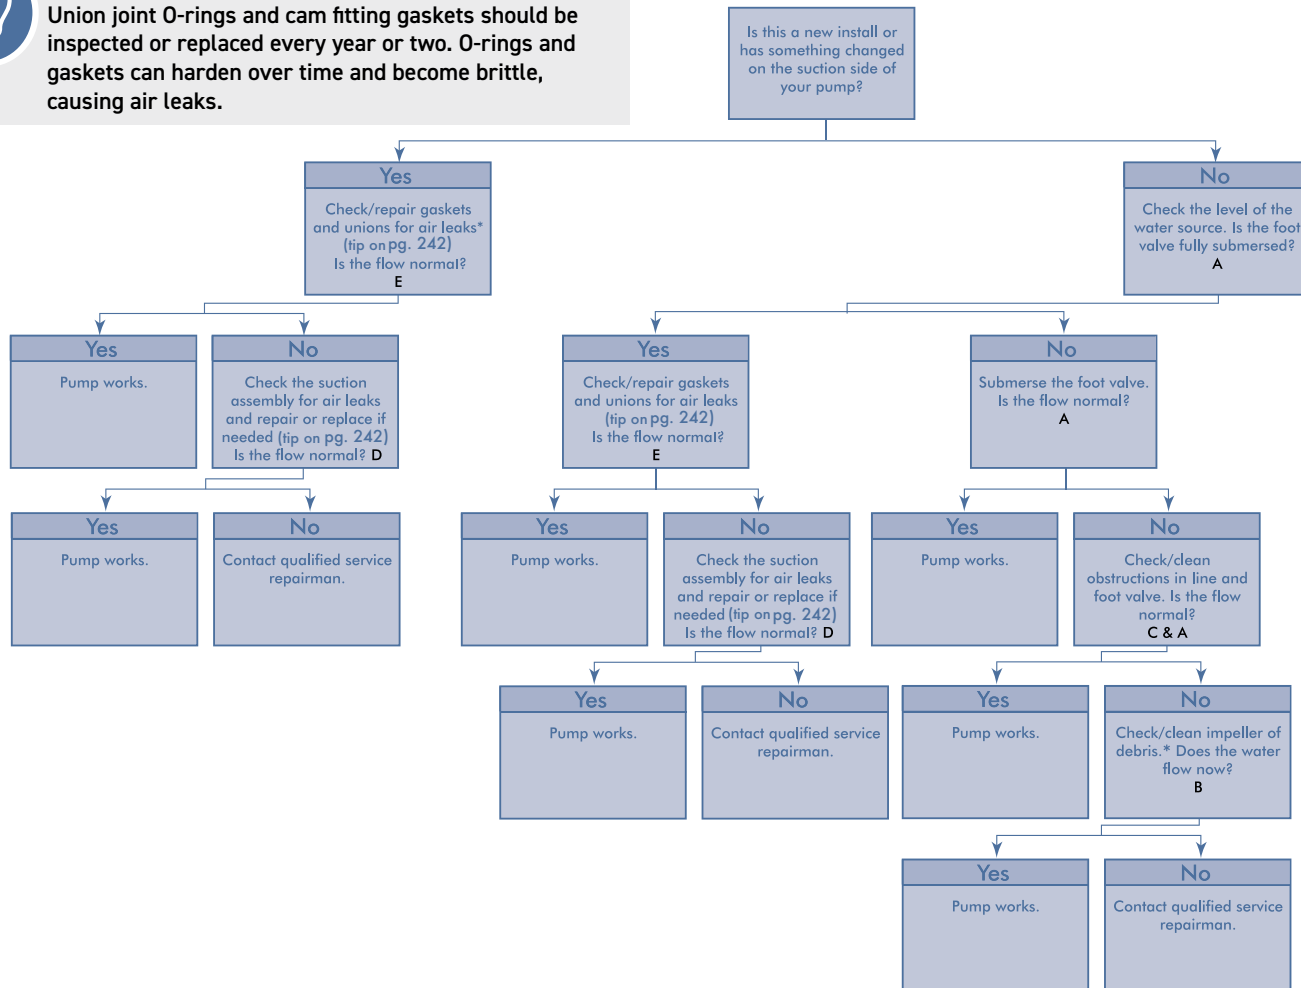 Union joint O-rings and cam fitting gaskets should be
inspected or replaced every year or two. O-rings and
gaskets can harden over time and become brittle,
causing air leaks.
Is this a new install or
has something changed
on the suction side of
your pump?
Yes
Check/repair gaskets
and unions for air leaks*
(tip on pg. 242)
Is the flow normal?
E
No
Check the level of the
water source. Is the foot
valve fully submersed?
A
Yes
Pump works.
No
Check the suction
assembly for air leaks
and repair or replace if
needed (tip on pg. 242)
Is the flow normal? D
Yes
Check/repair gaskets
and unions for air leaks
(tip on pg. 242)
Is the flow normal?
E
No
Submerse the foot valve.
Is the flow normal?
A
Yes
Pump works.
No
Contact qualified service
repairman.
Yes
Pump works.
No
Check the suction
assembly for air leaks
and repair or replace if
needed (tip on pg. 242)
Is the flow normal? D
Yes
Pump works.
No
Check/clean
obstructions in line and
foot valve. Is the flow
normal?
C & A
Yes
Pump works.
No
Contact qualified service
repairman.
Yes
Pump works.
No
Check/clean impeller of
debris.* Does the water
flow now?
B
Yes
Pump works.
No
Contact qualified service
repairman.